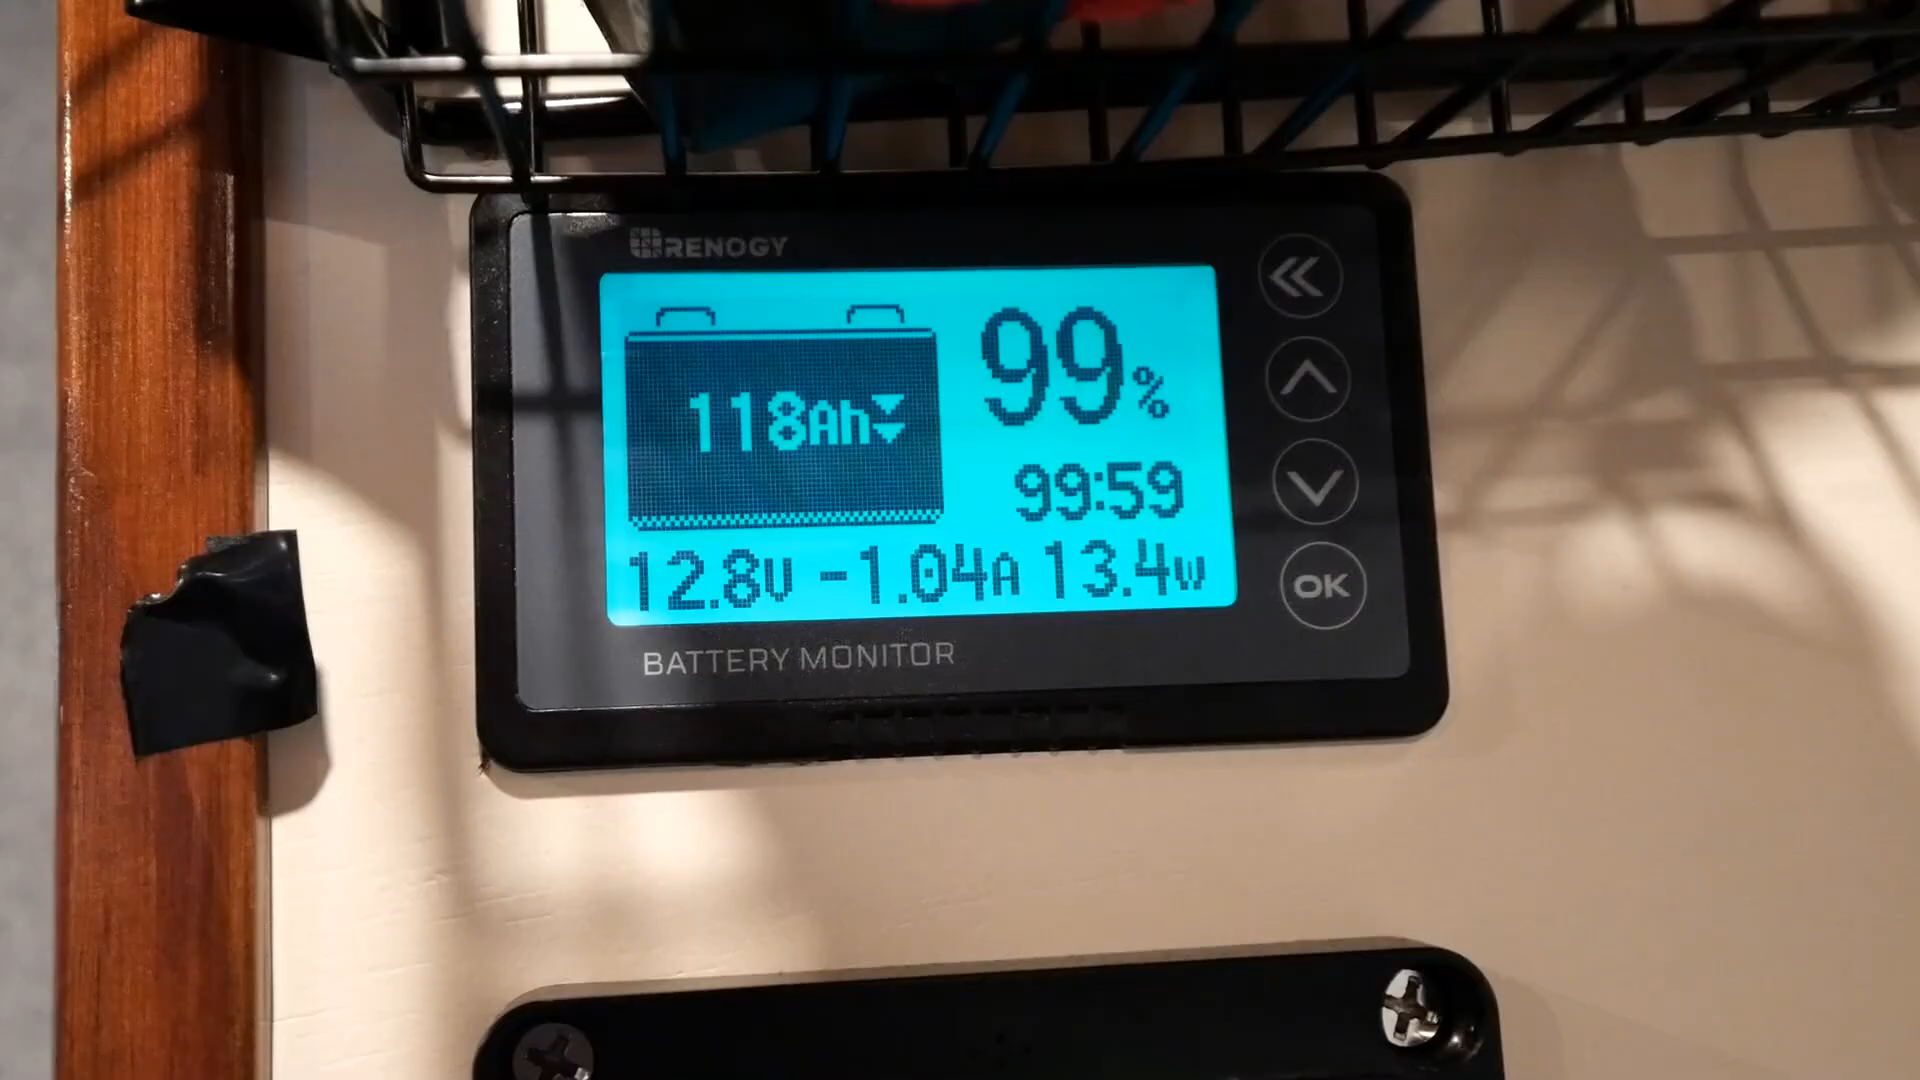 RENOGY
118Ah
99%
99:59
12.8V -1.04A 13.4W
OK
BATTERY MONITOR